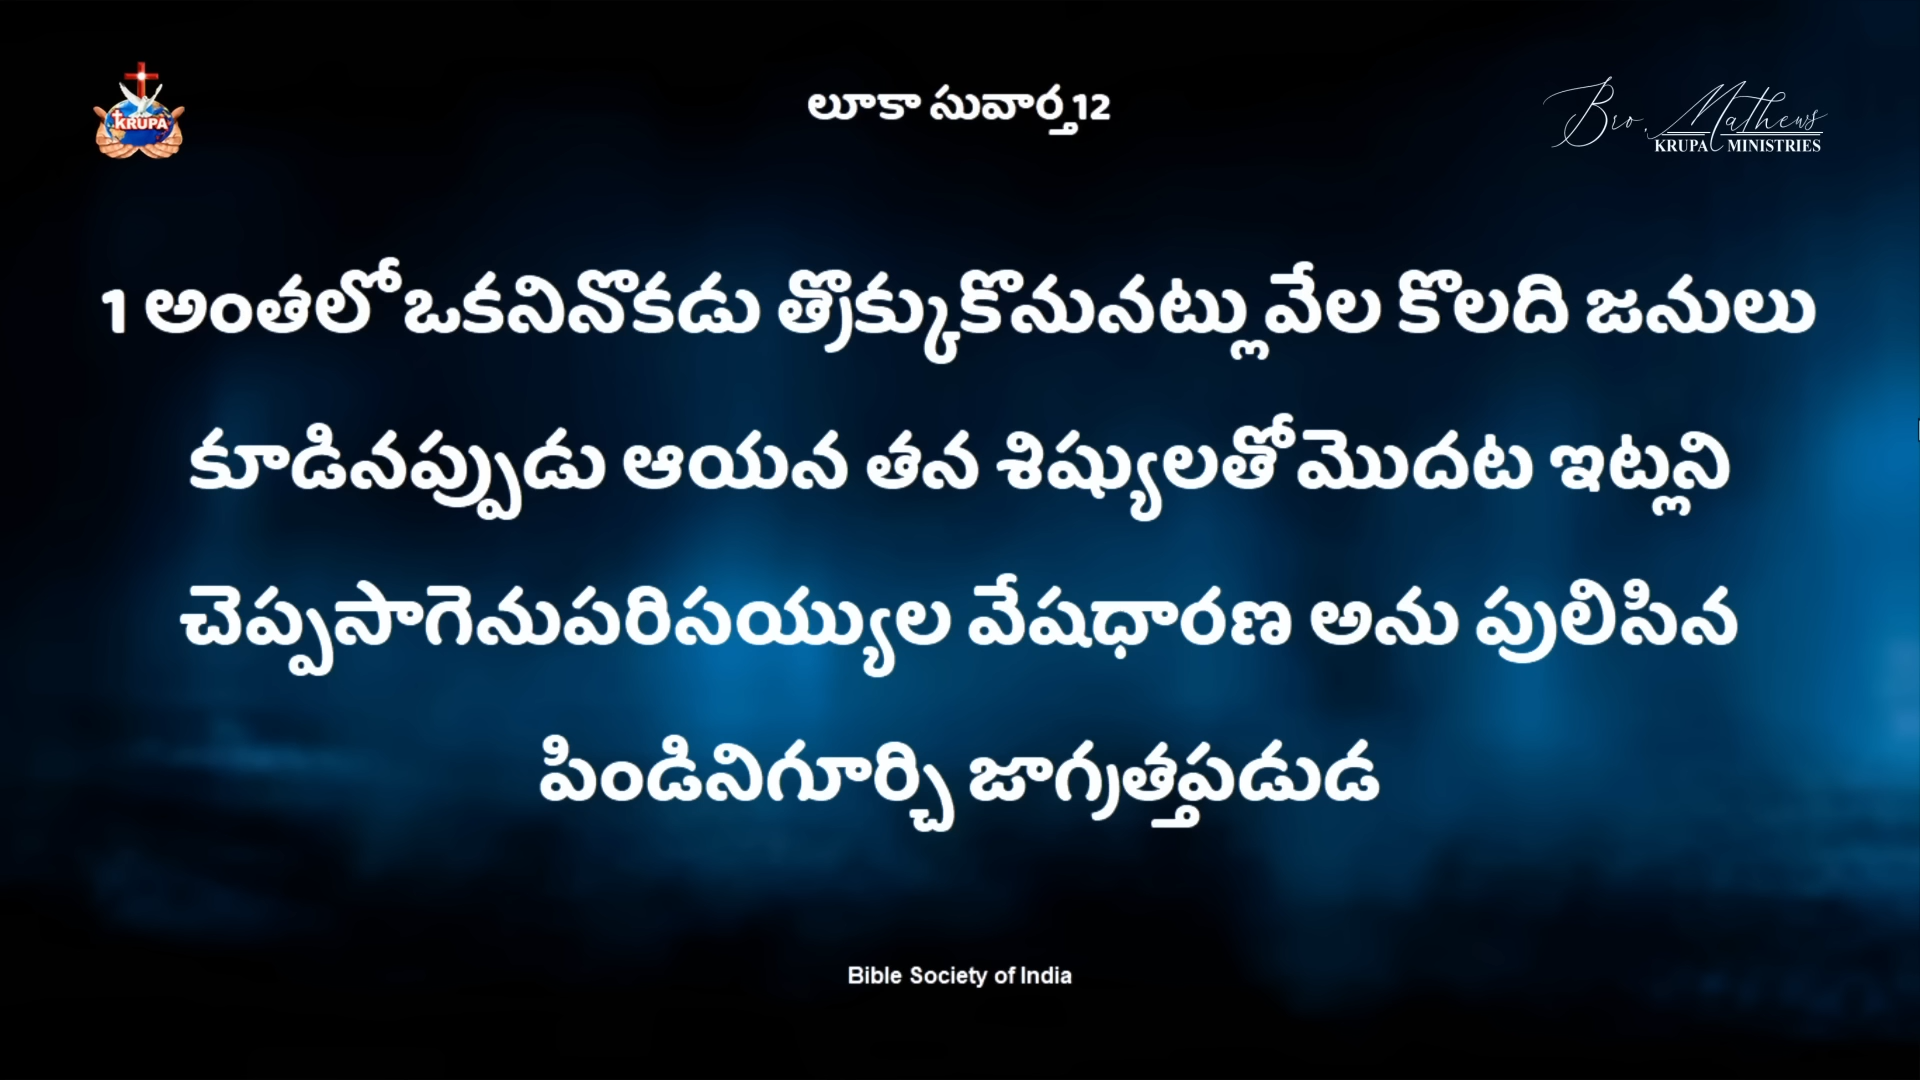 KRUPA
లూకా సువార్త12
Bro. Mathews
KRUPA MINISTRIES
1 అంతలో ఒకనినొకడు త్రొక్కుకొనునట్లు వేల కొలది జనులు
కూడినప్పుడు ఆయన తన శిష్యులతో మొదట ఇట్లని
చెప్పసాగెనుపరిసయ్యుల వేషధారణ అను పులిసిన
పిండినిగూర్చి జాగ్రత్తపడుడ
Bible Society of India